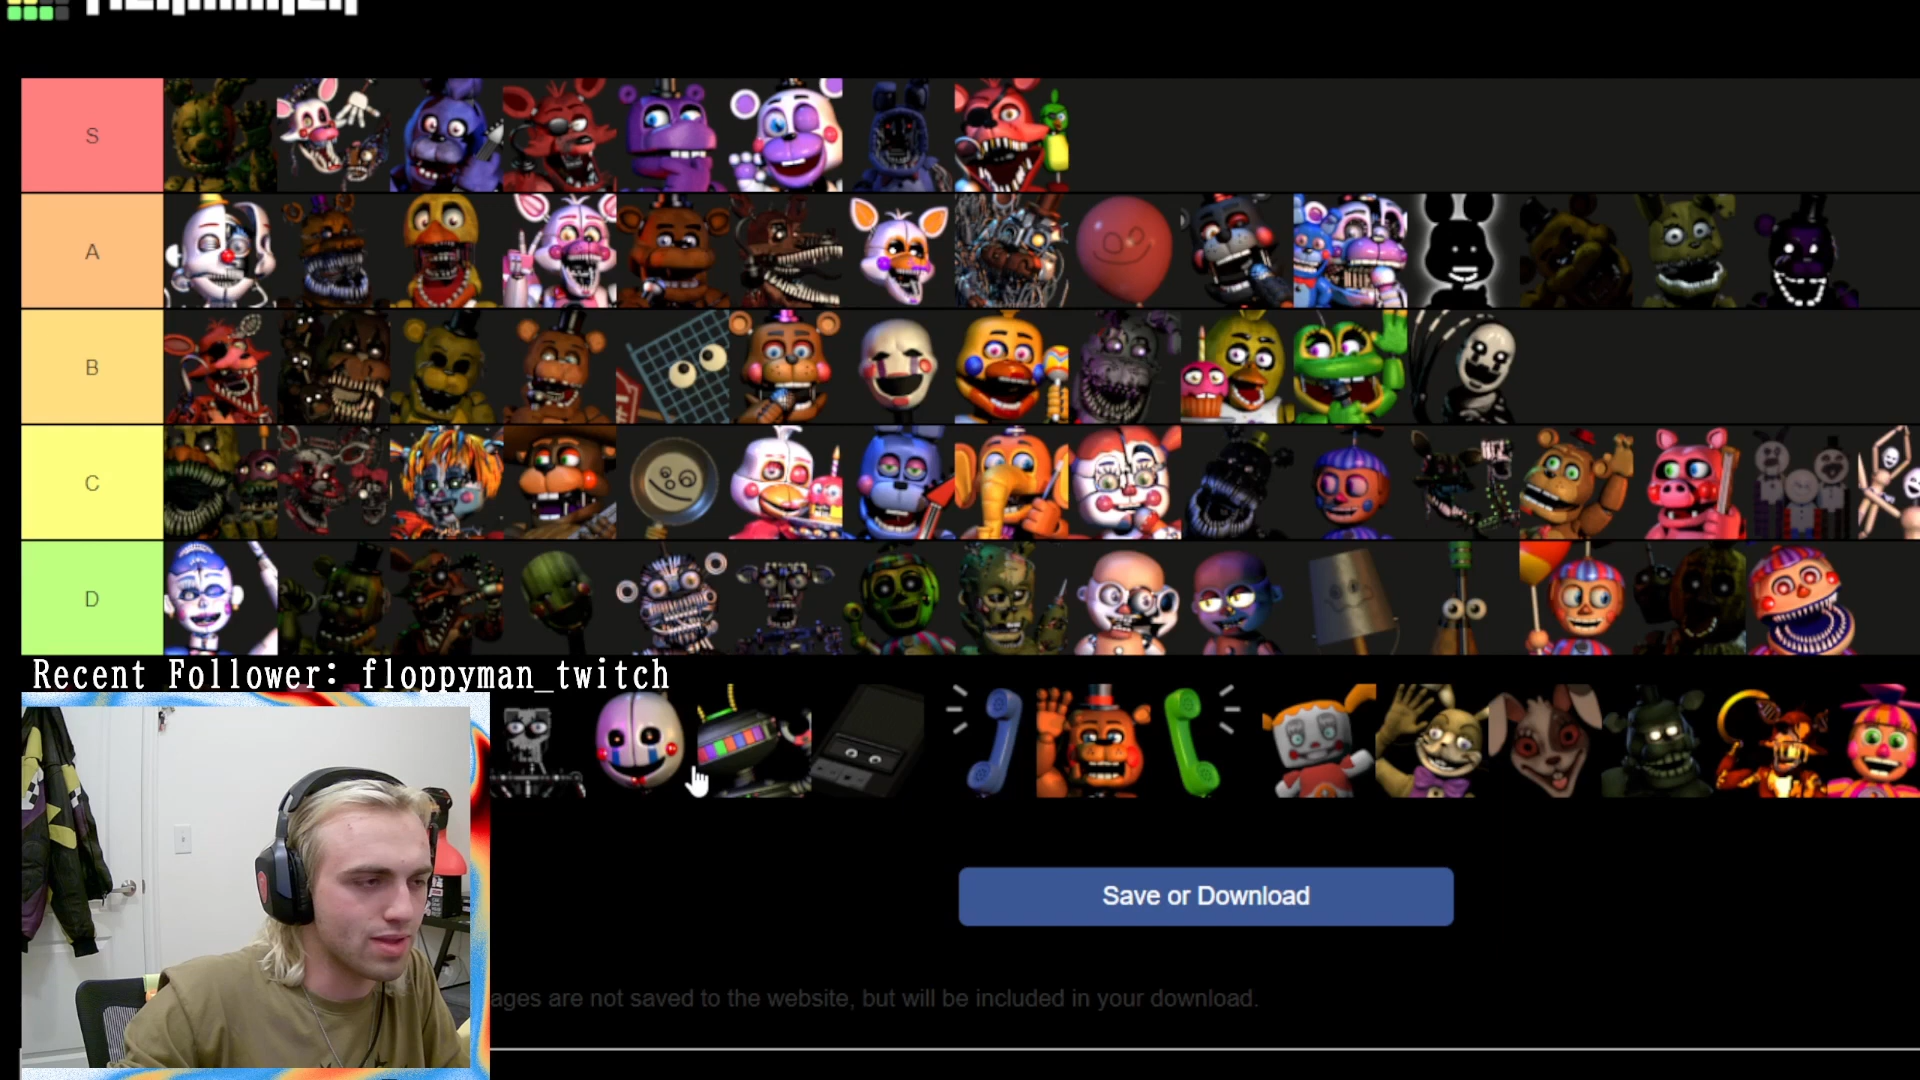 S
A
B
C
D
Recent Follower: floppyman_twitch
Save or Download
ages are not saved to the website, but will be included in your download.